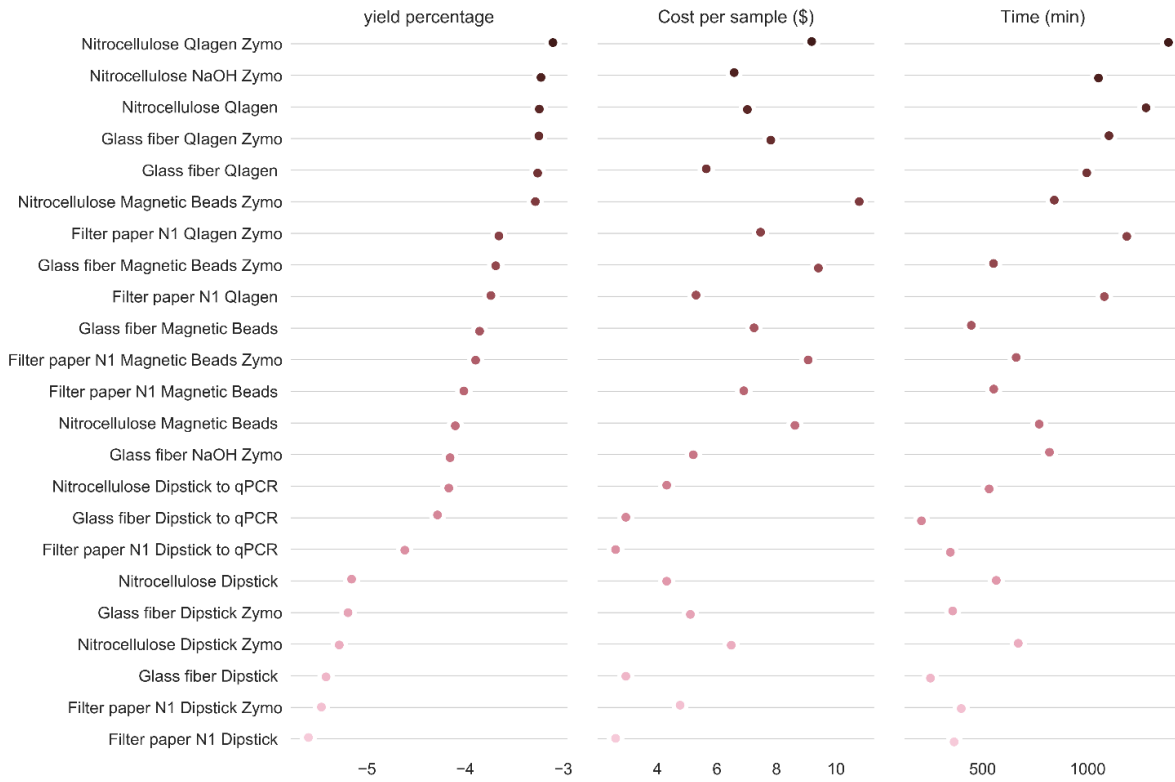 yield percentage Cost per sample ($) Time (min)
Nitrocellulose QIagen Zymo
Nitrocellulose NaOH Zymo
Nitrocellulose QIagen
Glass fiber QIagen Zymo
Glass fiber QIagen
Nitrocellulose Magnetic Beads Zymo
Filter paper N1 QIagen Zymo
Glass fiber Magnetic Beads Zymo
Filter paper N1 QIagen
Glass fiber Magnetic Beads
Filter paper N1 Magnetic Beads Zymo
Filter paper N1 Magnetic Beads
Nitrocellulose Magnetic Beads
Glass fiber NaOH Zymo
Nitrocellulose Dipstick to qPCR
Glass fiber Dipstick to qPCR
Filter paper N1 Dipstick to qPCR
Nitrocellulose Dipstick
Glass fiber Dipstick Zymo
Nitrocellulose Dipstick Zymo
Glass fiber Dipstick
Filter paper N1 Dipstick Zymo
Filter paper N1 Dipstick
−5 −4 −3 4 6 8 10 500 1000